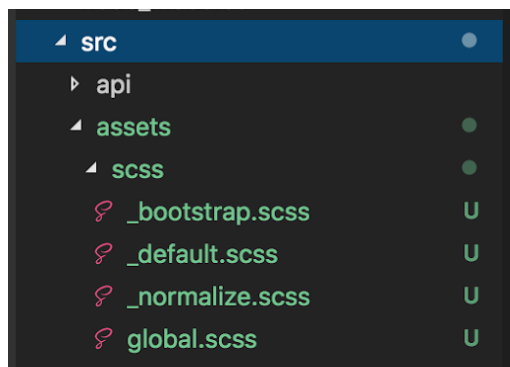 src
api
assets
scss
_bootstrap.scss U
_default.scss U
_normalize.scss U
global.scss U